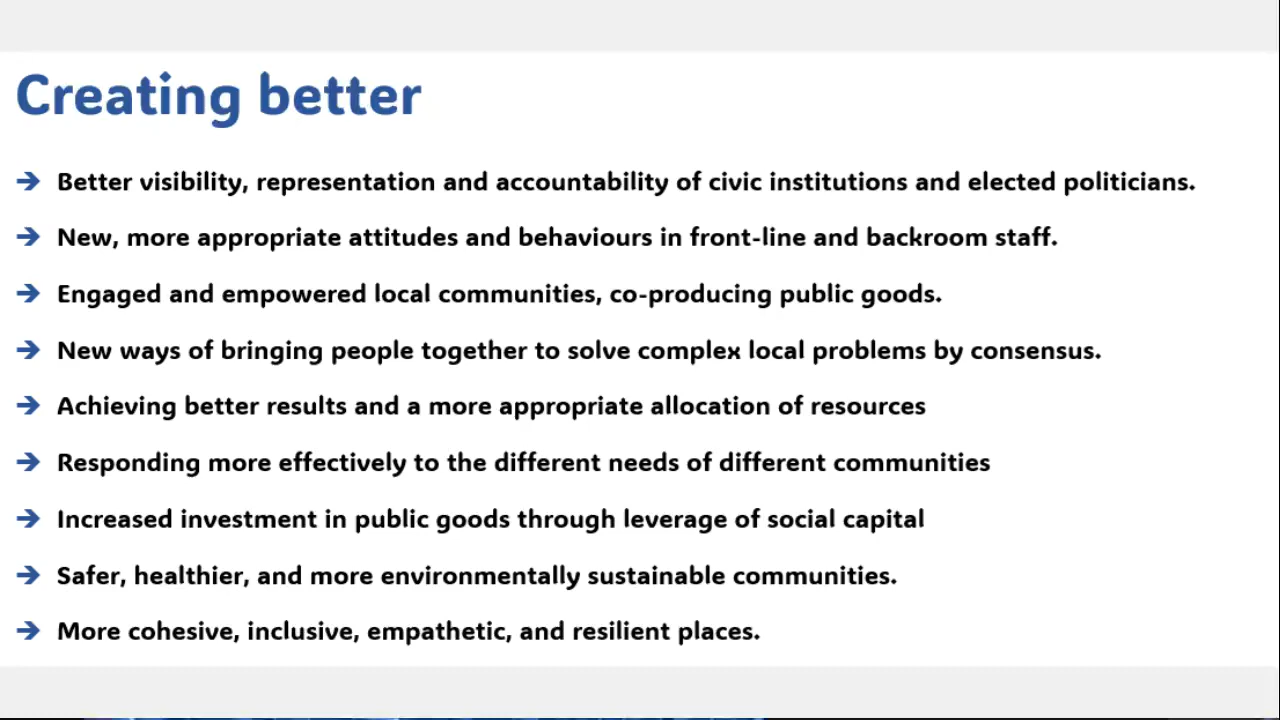 Creating better
→ Better visibility, representation and accountability of civic institutions and elected politicians.
→ New, more appropriate attitudes and behaviours in front-line and backroom staff.
→ Engaged and empowered local communities, co-producing public goods.
→ New ways of bringing people together to solve complex local problems by consensus.
→ Achieving better results and a more appropriate allocation of resources
→ Responding more effectively to the different needs of different communities
→ Increased investment in public goods through leverage of social capital
→ Safer, healthier, and more environmentally sustainable communities.
→ More cohesive, inclusive, empathetic, and resilient places.